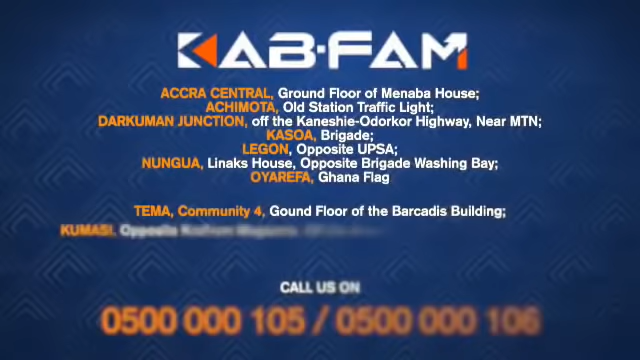 KAB-FAM
ACCRA CENTRAL, Ground Floor of Menaba House;
ACHIMOTA, Old Station Traffic Light;
DARKUMAN JUNCTION, off the Kaneshie-Odorkor Highway, Near MTN;
KASOA, Brigade;
LEGON, Opposite UPSA;
NUNGUA, Linaks House, Opposite Brigade Washing Bay;
OYAREFA, Ghana Flag
TEMA, Community 4, Gound Floor of the Barcadis Building;
KUMASI, Opposite
CALL US ON
0500 000 105 / 0500 000 106